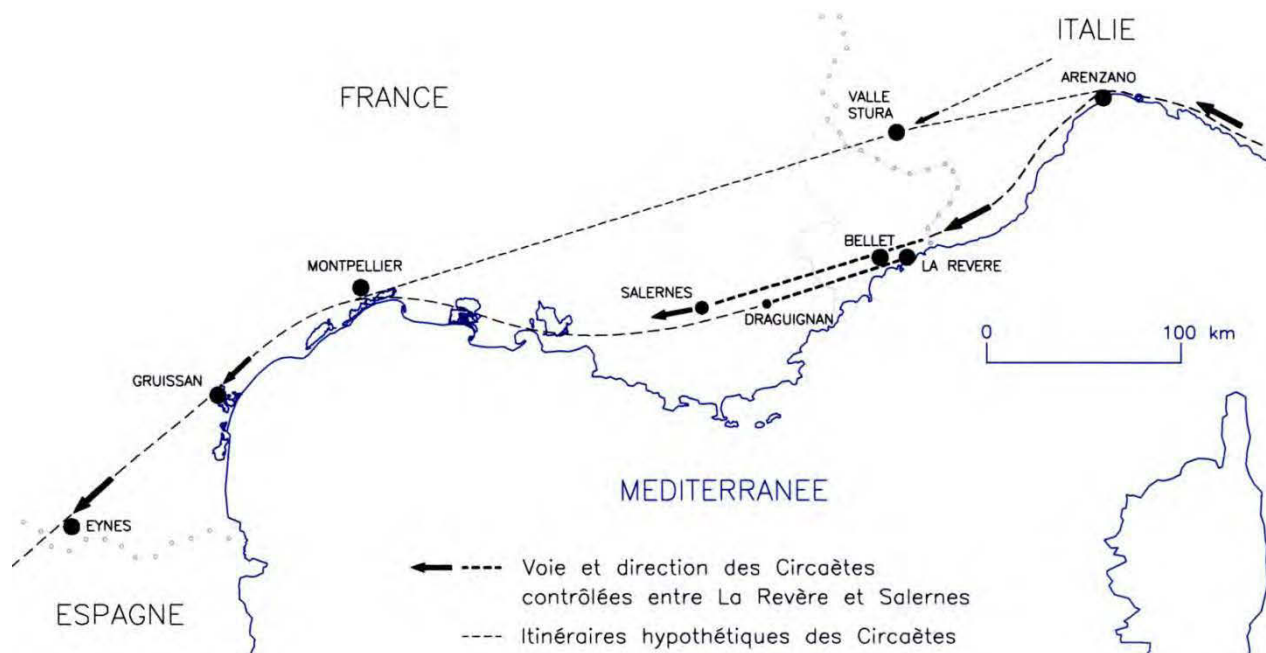 ITALIE
ARENZANO
FRANCE
VALLE
STURA
BELLET
LA REVERE
MONTPELLIER
SALERNES
DRAGUIGNAN
0 100 km
GRUISSAN
MEDITERRANEE
EYNES
Voie et direction des Circaètes
contrôlées entre La Revère et Salernes
ESPAGNE
Itinéraires hypothétiques des Circaètes